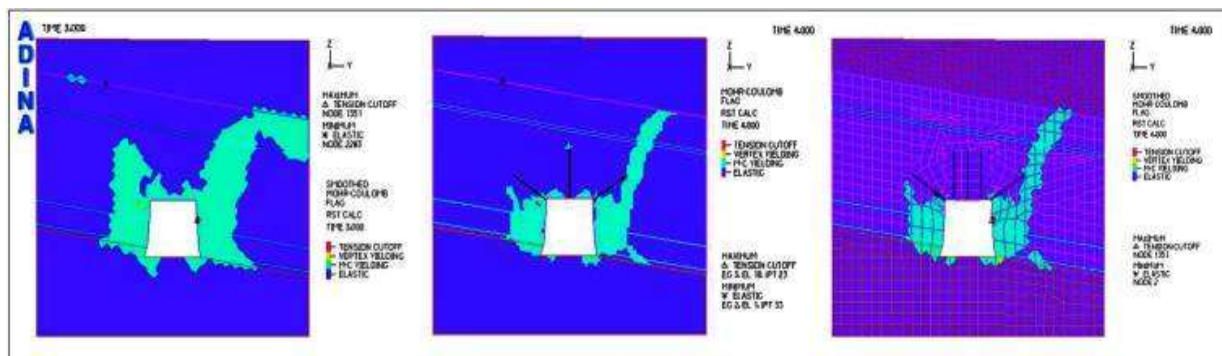 ADINA
TIME 3.000
Z
Y
MAXIMUM
TENSION CUTOFF
NODE 1351
MINIMUM
ELASTIC
NODE 2283
SMOOTHED
MOHR-COULOMB
FLAG
RST CALC
TIME 3.000
TENSION CUTOFF
VERTEX YIELDING
M-C YIELDING
ELASTIC
TIME 4.000
Z
Y
MOHR-COULOMB
FLAG
RST CALC
TIME 4.000
TENSION CUTOFF
VERTEX YIELDING
M-C YIELDING
ELASTIC
MAXIMUM
TENSION CUTOFF
MINIMUM
ELASTIC
TIME 4.000
Z
Y
SMOOTHED
MOHR-COULOMB
FLAG
RST CALC
TIME 4.000
TENSION CUTOFF
VERTEX YIELDING
M-C YIELDING
ELASTIC
MAXIMUM
TENSION CUTOFF
NODE 1351
MINIMUM
ELASTIC
NODE 2